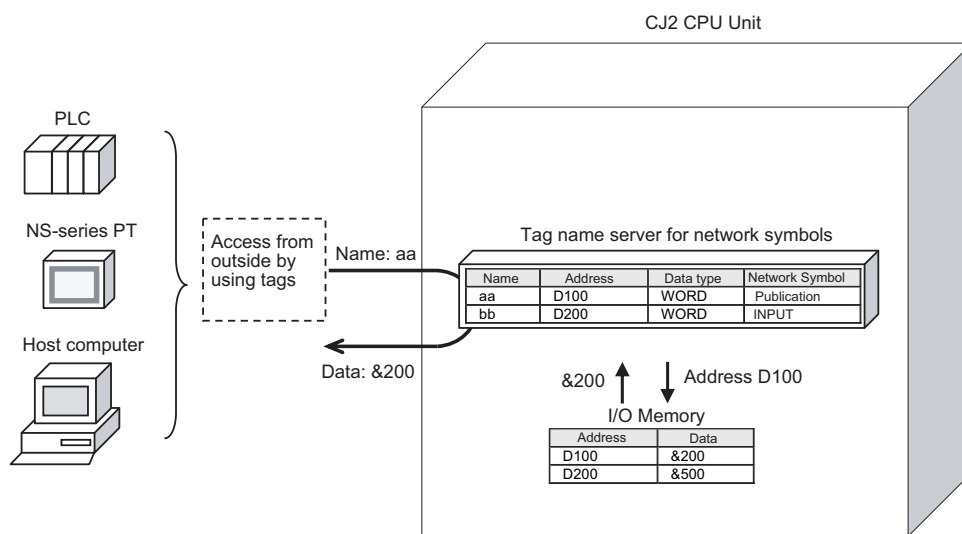 CJ2 CPU Unit
PLC
NS-series PT
Host computer
Access from
outside by
using tags
Name: aa
Data: &200
Tag name server for network symbols
Name Address Data type Network Symbol
aa D100 WORD Publication
bb D200 WORD INPUT
&200
Address D100
I/O Memory
Address Data
D100 &200
D200 &500